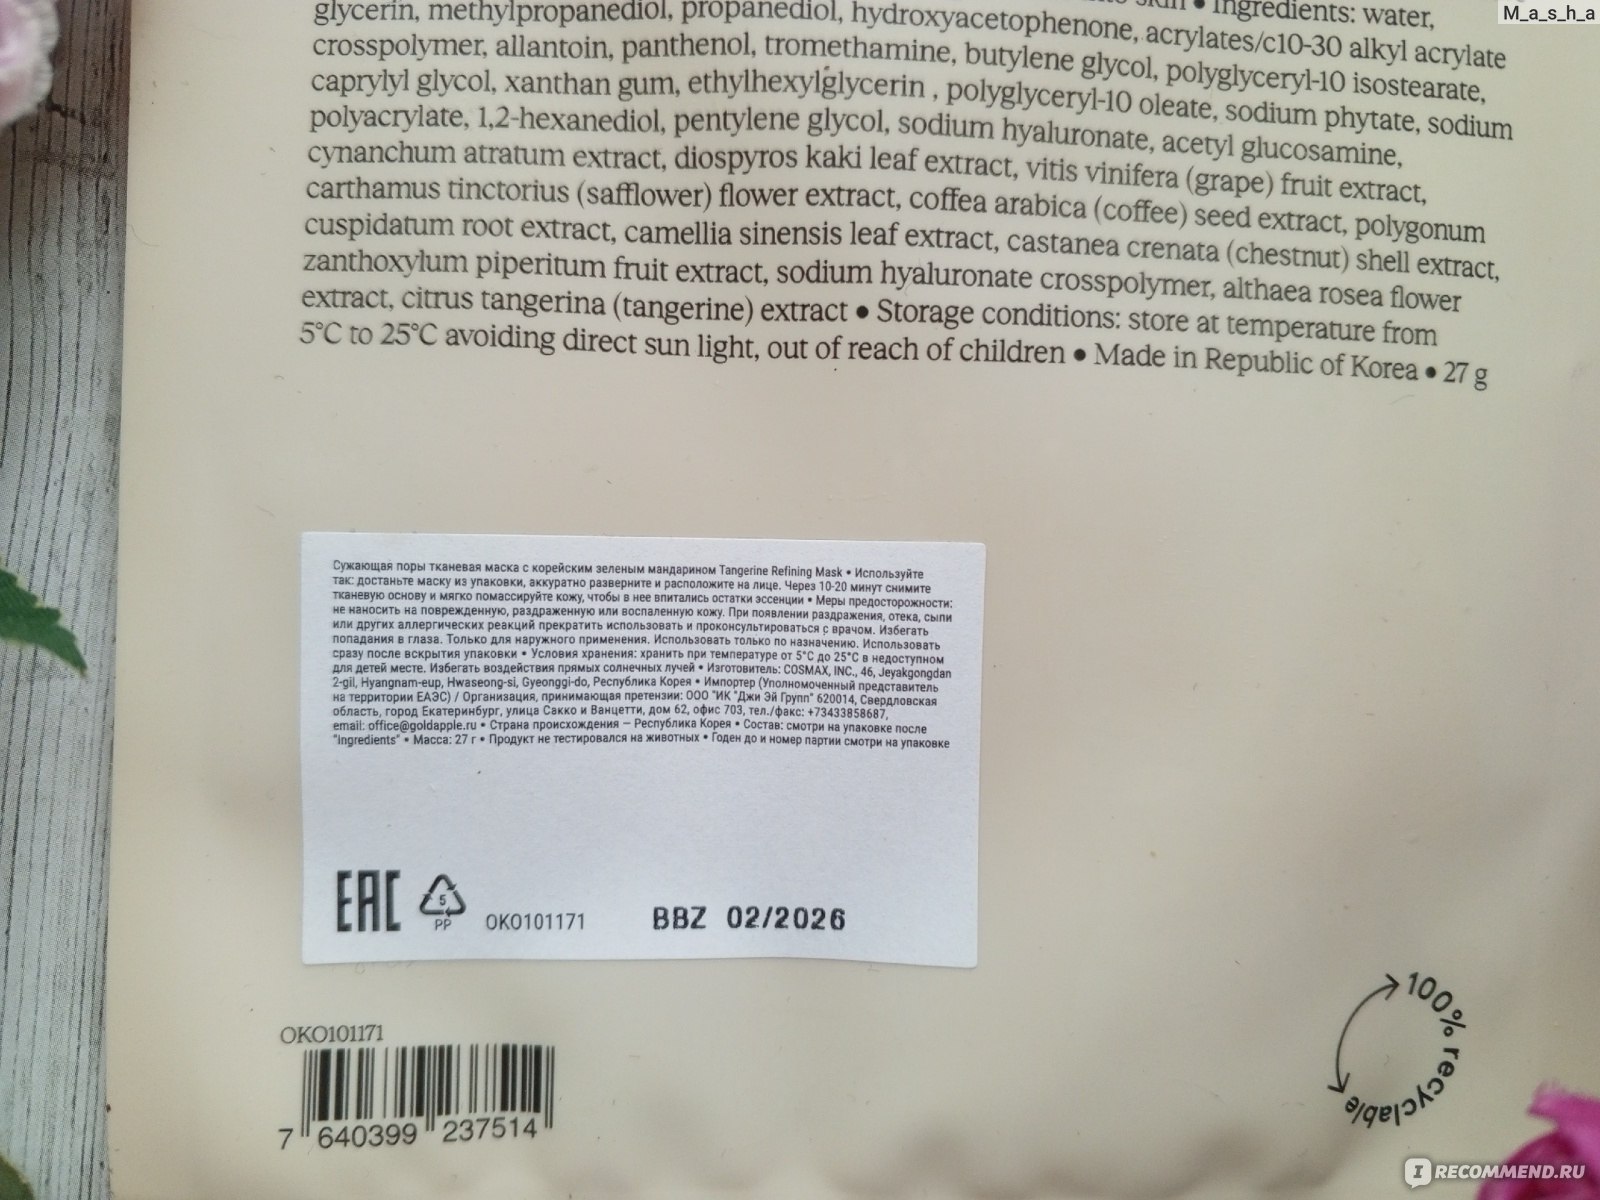 M_a_s_h_a
skin • Ingredients: water,
glycerin, methylpropanediol, propanediol, hydroxyacetophenone, acrylates/c10-30 alkyl acrylate
crosspolymer, allantoin, panthenol, tromethamine, butylene glycol, polyglyceryl-10 isostearate,
caprylyl glycol, xanthan gum, ethylhexylglycerin , polyglyceryl-10 oleate, sodium phytate, sodium
polyacrylate, 1,2-hexanediol, pentylene glycol, sodium hyaluronate, acetyl glucosamine,
cynanchum atratum extract, diospyros kaki leaf extract, vitis vinifera (grape) fruit extract,
carthamus tinctorius (safflower) flower extract, coffea arabica (coffee) seed extract, polygonum
cuspidatum root extract, camellia sinensis leaf extract, castanea crenata (chestnut) shell extract,
zanthoxylum piperitum fruit extract, sodium hyaluronate crosspolymer, althaea rosea flower
extract, citrus tangerina (tangerine) extract • Storage conditions: store at temperature from
5°C to 25°C avoiding direct sun light, out of reach of children • Made in Republic of Korea • 27 g
Сужающая поры тканевая маска с корейским зеленым мандарином Tangerine Refining Mask • Используйте
так: достаньте маску из упаковки, аккуратно разверните и расположите на лице. Через 10-20 минут снимите
тканевую основу и мягко помассируйте кожу, чтобы в нее впитались остатки эссенции • Меры предосторожности:
не наносить на поврежденную, раздраженную или воспаленную кожу. При появлении раздражения, отека, сыпи
или других аллергических реакций прекратить использовать и проконсультироваться с врачом. Избегать
попадания в глаза. Только для наружного применения. Использовать только по назначению. Использовать
сразу после вскрытия упаковки • Условия хранения: хранить при температуре от 5°C до 25°C в недоступном
для детей месте. Избегать воздействия прямых солнечных лучей • Изготовитель: COSMAX, INC., 46, Jeyakgongdan
2-gil, Hyangnam-eup, Hwaseong-si, Gyeonggi-do, Республика Корея • Импортер (Уполномоченный представитель
на территории ЕАЭС) / Организация, принимающая претензии: ООО "ИК "Джи Эй Групп" 620014, Свердловская
область, город Екатеринбург, улица Сакко и Ванцетти, дом 62, офис 703, тел./факс: +73433858687,
email: office@goldapple.ru • Страна происхождения — Республика Корея • Состав: смотри на упаковке после
"Ingredients" • Масса: 27 г • Продукт не тестировался на животных • Годен до и номер партии смотри на упаковке
EAC
5
PP
OKO101171
BBZ 02/2026
OKO101171
7 640399 237514
100% recyclable
IRECOMMEND.RU